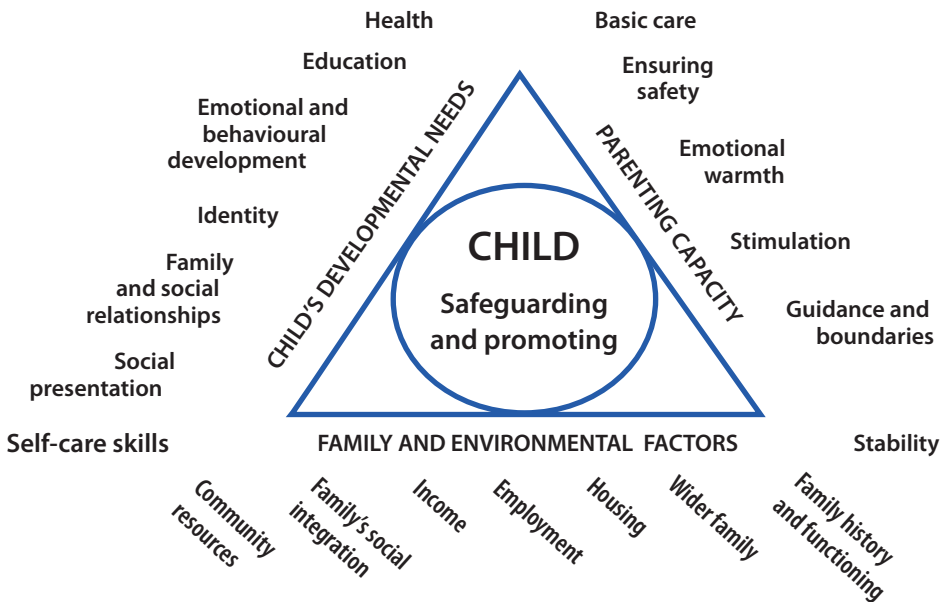 Health
Education
Emotional and
behavioural
development
Identity
Family
and social
relationships
Social
presentation
Self-care skills
CHILD'S DEVELOPMENTAL NEEDS
CHILD
Safeguarding
and promoting
PARENTING CAPACITY
Basic care
Ensuring
safety
Emotional
warmth
Stimulation
Guidance and
boundaries
Stability
FAMILY AND ENVIRONMENTAL FACTORS
Community
resources
Family's social
integration
Income
Employment
Housing
Wider family
Family history
and functioning